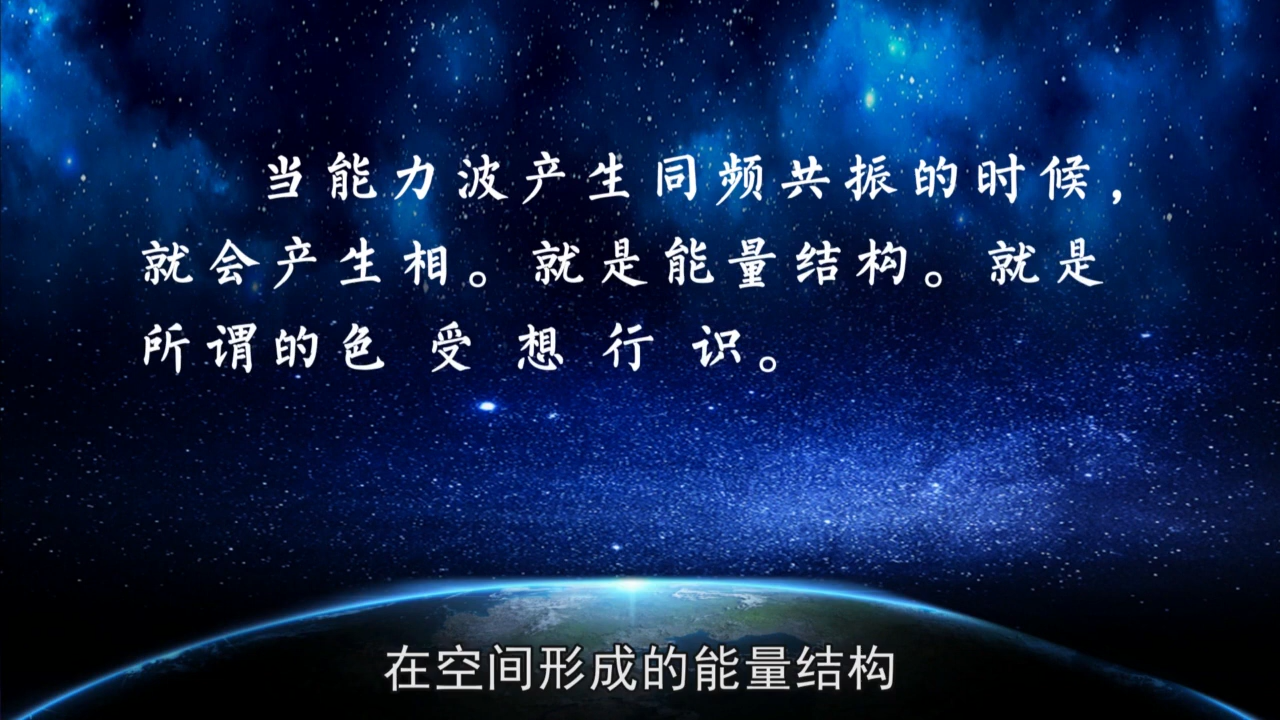 当能力波产生同频共振的时候，
就会产生相。就是能量结构。就是
所谓的色 受 想 行 识。
在空间形成的能量结构